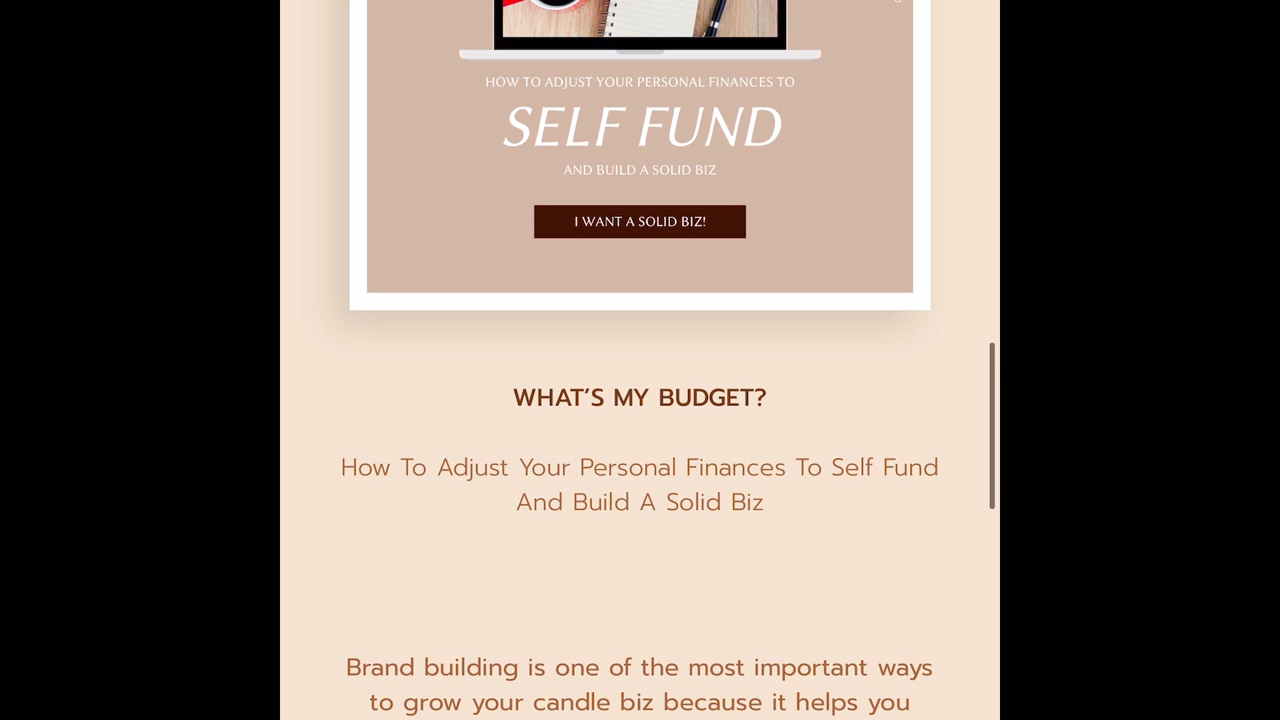 HOW TO ADJUST YOUR PERSONAL FINANCES TO
SELF FUND
AND BUILD A SOLID BIZ
I WANT A SOLID BIZ!
WHAT'S MY BUDGET?
How To Adjust Your Personal Finances To Self Fund
And Build A Solid Biz
Brand building is one of the most important ways
to grow your candle biz because it helps you